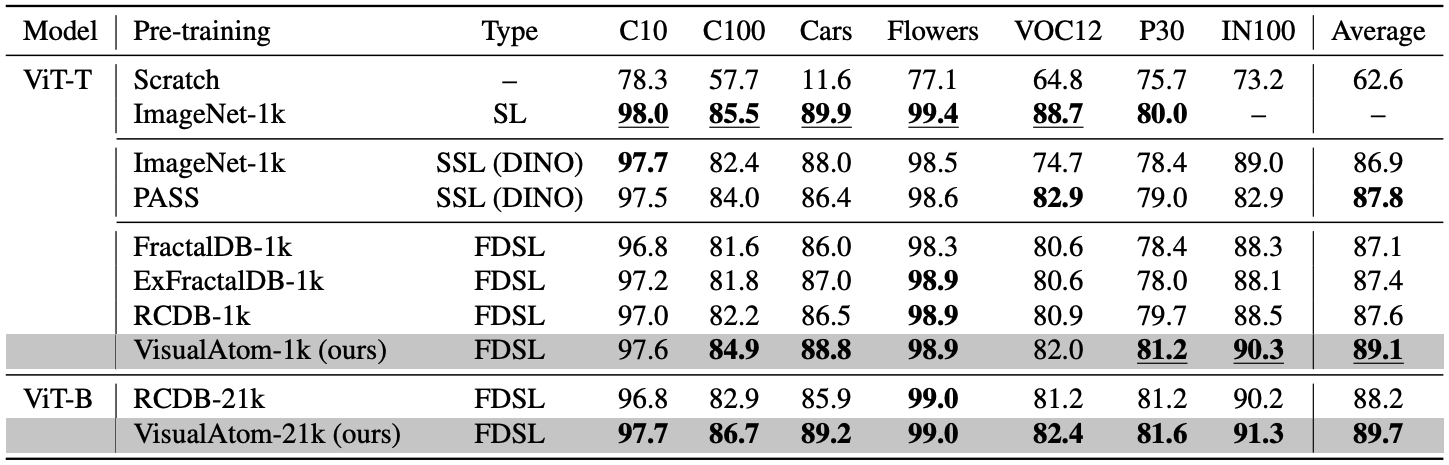 Model Pre-training Type C10 C100 Cars Flowers VOC12 P30 IN100 Average
ViT-T Scratch – 78.3 57.7 11.6 77.1 64.8 75.7 73.2 62.6
ImageNet-1k SL 98.0 85.5 89.9 99.4 88.7 80.0 – –
ImageNet-1k SSL (DINO) 97.7 82.4 88.0 98.5 74.7 78.4 89.0 86.9
PASS SSL (DINO) 97.5 84.0 86.4 98.6 82.9 79.0 82.9 87.8
FractalDB-1k FDSL 96.8 81.6 86.0 98.3 80.6 78.4 88.3 87.1
ExFractalDB-1k FDSL 97.2 81.8 87.0 98.9 80.6 78.0 88.1 87.4
RCDB-1k FDSL 97.0 82.2 86.5 98.9 80.9 79.7 88.5 87.6
VisualAtom-1k (ours) FDSL 97.6 84.9 88.8 98.9 82.0 81.2 90.3 89.1
ViT-B RCDB-21k FDSL 96.8 82.9 85.9 99.0 81.2 81.2 90.2 88.2
VisualAtom-21k (ours) FDSL 97.7 86.7 89.2 99.0 82.4 81.6 91.3 89.7